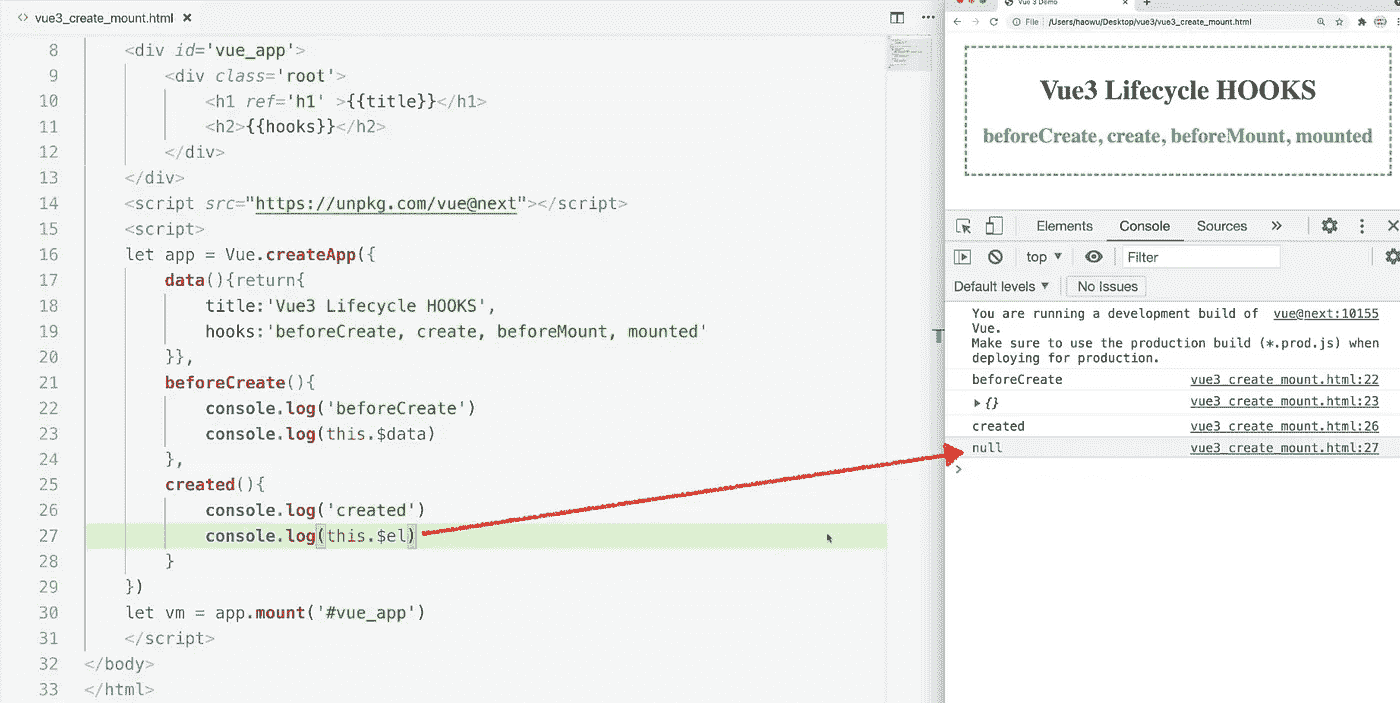 <> vue3_create_mount.html ×
8 <div id='vue_app'>
9 <div class='root'>
10 <h1 ref='h1' >{{title}}</h1>
11 <h2>{{hooks}}</h2>
12 </div>
13 </div>
14 <script src="https://unpkg.com/vue@next"></script>
15 <script>
16 let app = Vue.createApp({
17 data(){return{
18 title:'Vue3 Lifecycle HOOKS',
19 hooks:'beforeCreate, create, beforeMount, mounted'
20 }},
21 beforeCreate(){
22 console.log('beforeCreate')
23 console.log(this.$data)
24 },
25 created(){
26 console.log('created')
27 console.log(this.$el)
28 }
29 })
30 let vm = app.mount('#vue_app')
31 </script>
32 </body>
33 </html>
Vue 3 Demo
File | /Users/haowu/Desktop/vue3/vue3_create_mount.html
Vue3 Lifecycle HOOKS
beforeCreate, create, beforeMount, mounted
Elements Console Sources »
top ▼ Filter
Default levels ▼ No Issues
You are running a development build of vue@next:10155
Vue.
Make sure to use the production build (*.prod.js) when
deploying for production.
beforeCreate vue3_create_mount.html:22
▸ {} vue3_create_mount.html:23
created vue3_create_mount.html:26
null vue3_create_mount.html:27
>